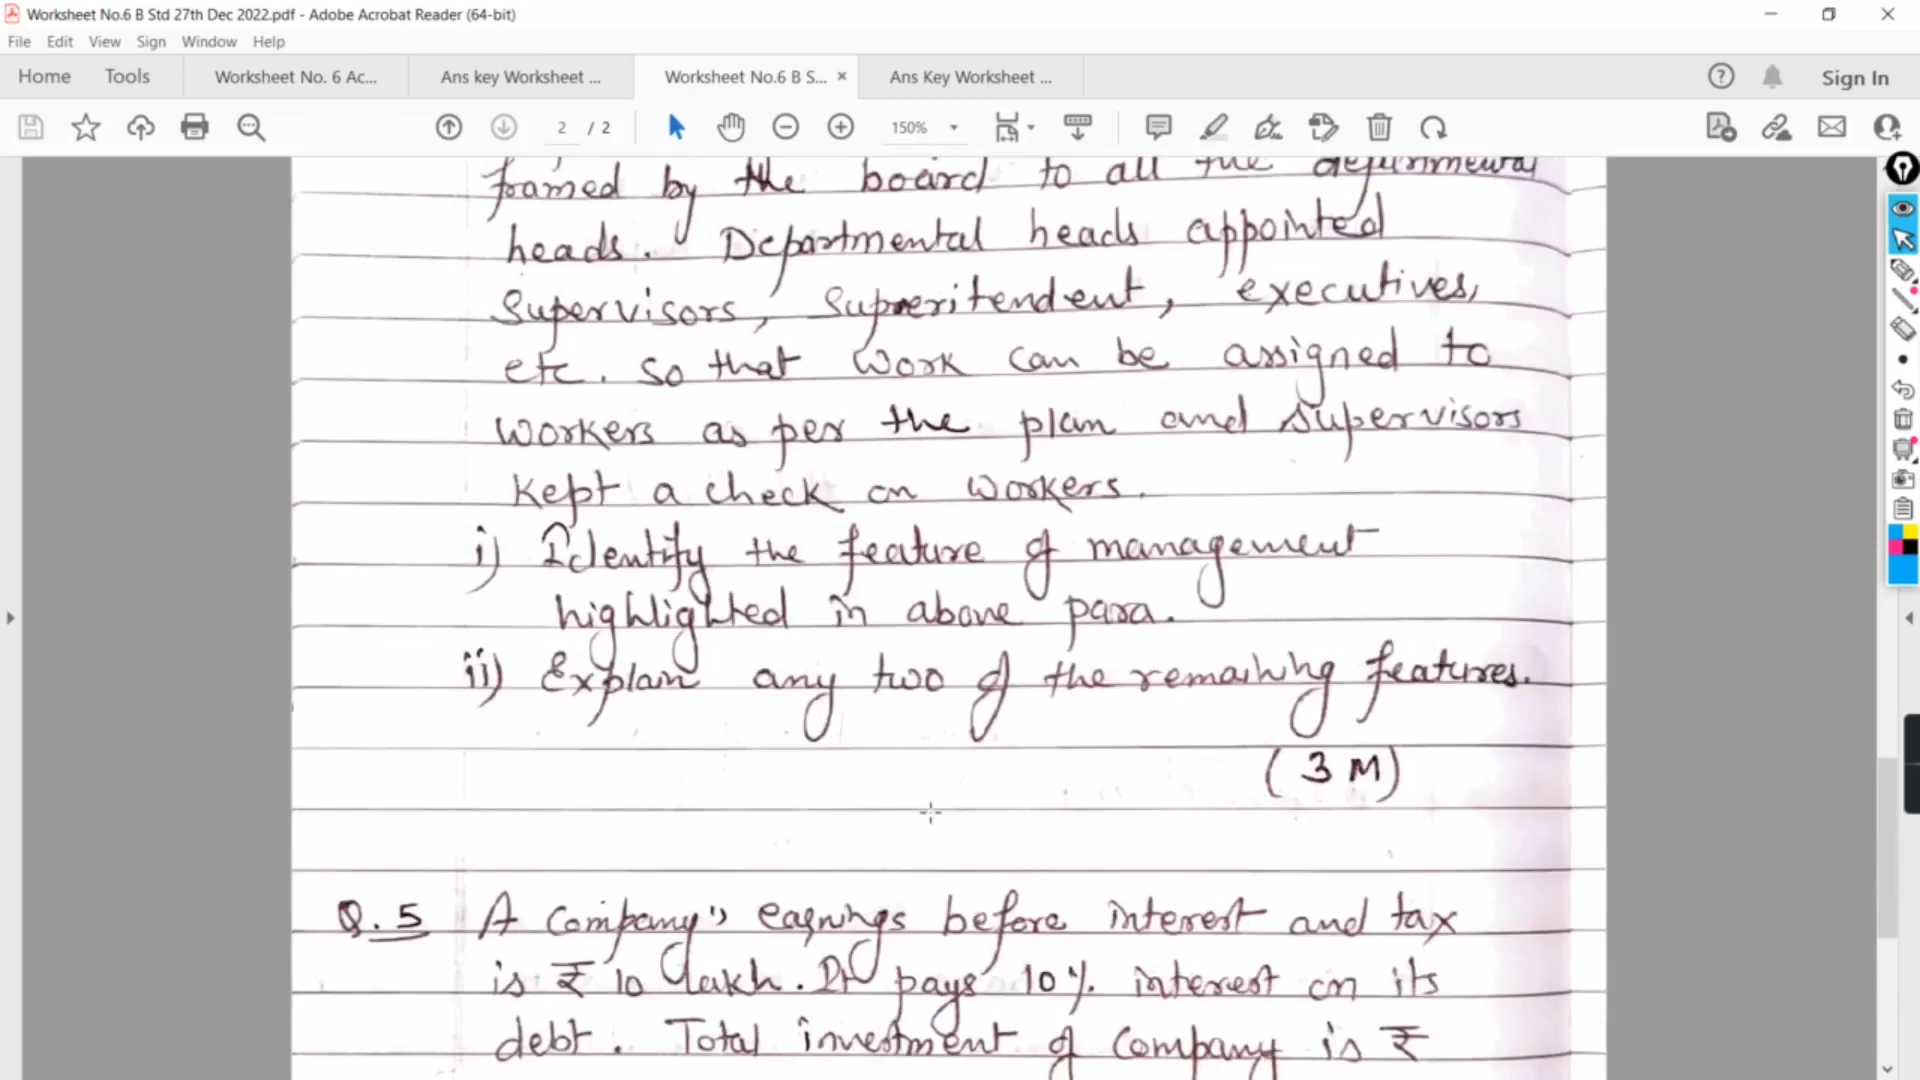 Worksheet No.6 B Std 27th Dec 2022.pdf - Adobe Acrobat Reader (64-bit)
File Edit View Sign Window Help
Home Tools Worksheet No. 6 Ac... Ans key Worksheet ... Worksheet No.6 B S... × Ans Key Worksheet ... Sign In
2 / 2 150%
framed by the board to all the departmental
heads. Departmental heads appointed
Supervisors, Supreritendent, executives,
etc. so that work can be assigned to
workers as per the plan and supervisors
kept a check on workers.
i) Identify the feature of management
highlighted in above para.
ii) Explain any two of the remaining features.
(3 M)
Q.5 A Company's earnings before interest and tax
is ₹ 10 lakh. It pays 10% interest on its
debt. Total investment of company is ₹